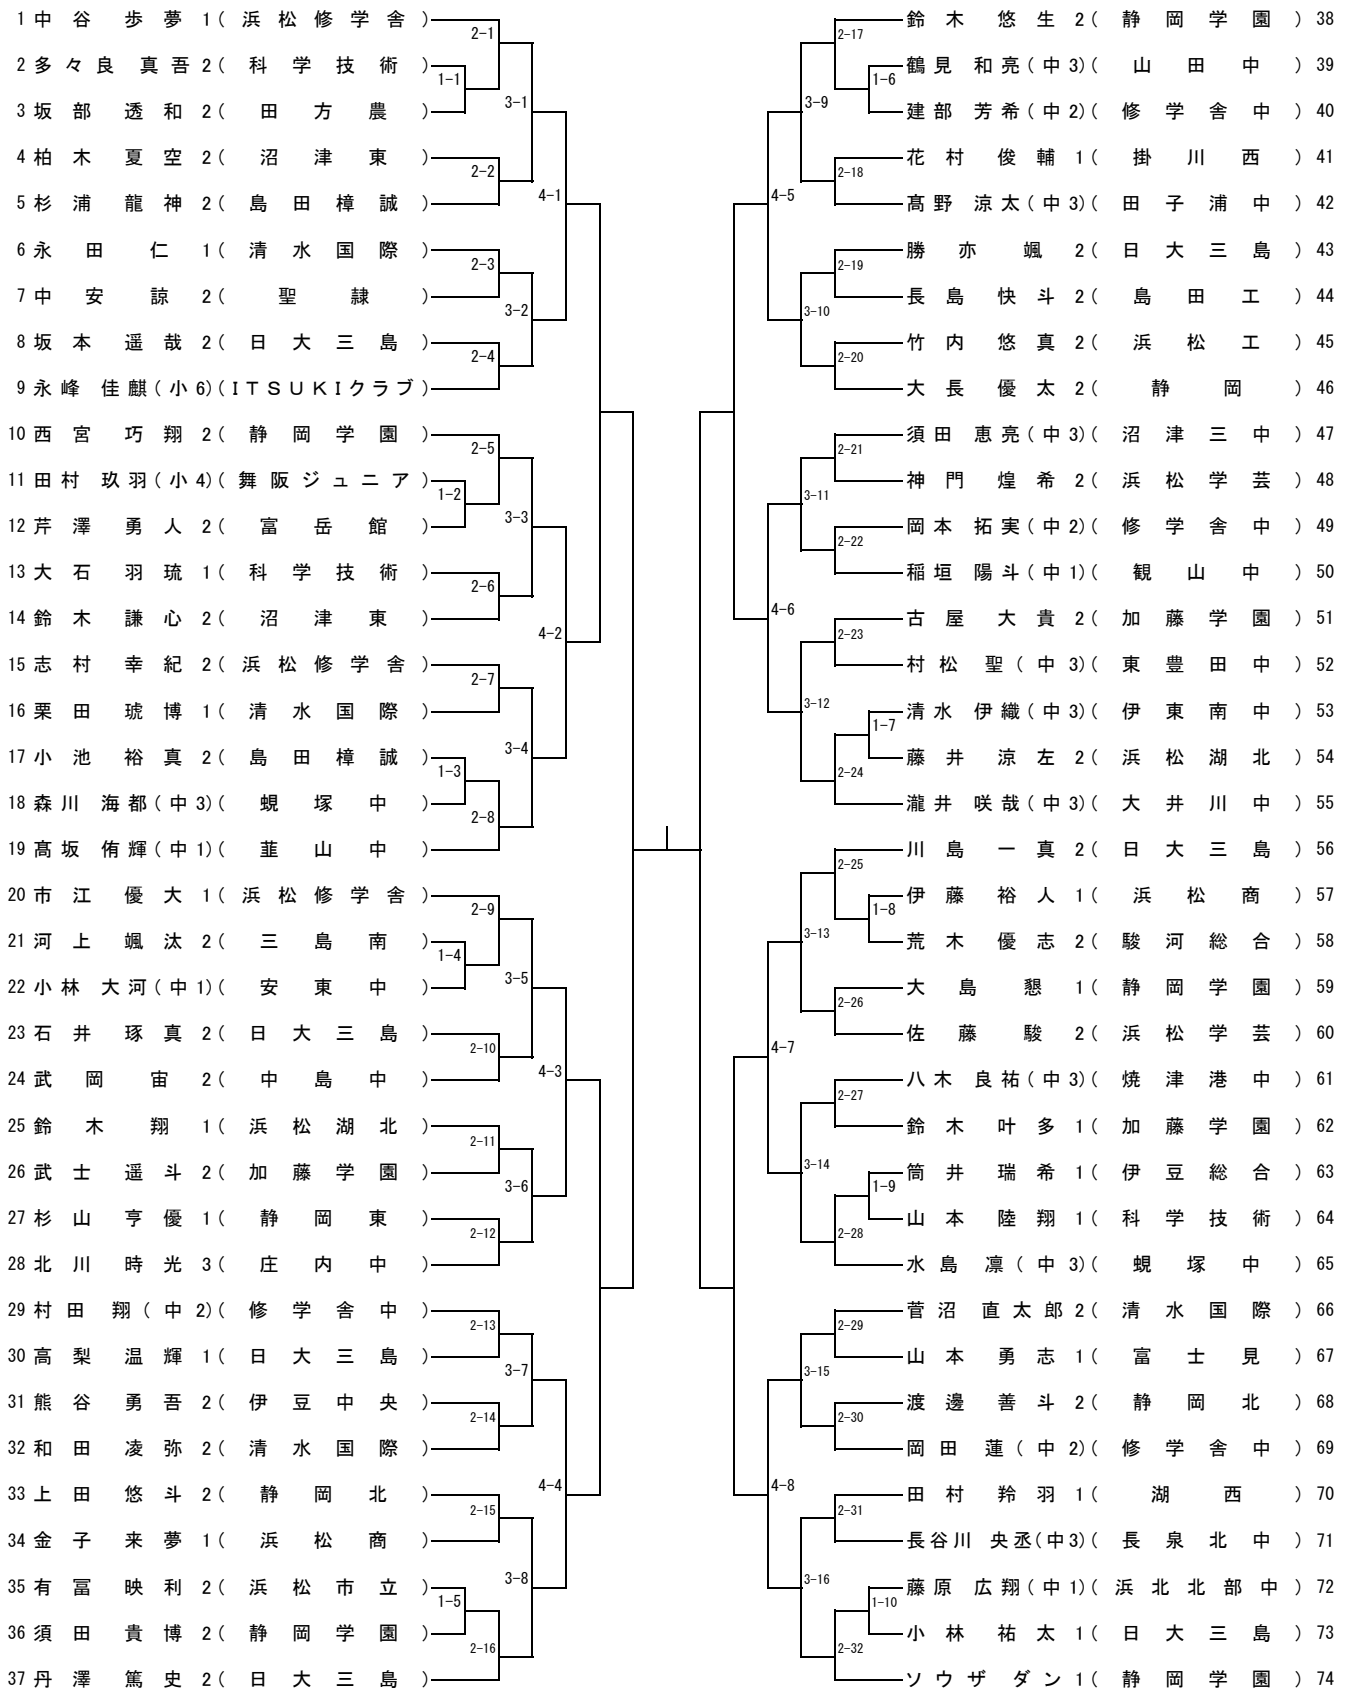 1 中谷 歩夢 1 (浜松修学舎)
2 多々良 真吾 2 (科学技術)
3 坂部 透和 2 (田方農)
4 柏木 夏空 2 (沼津東)
5 杉浦 龍神 2 (島田樟誠)
6 永田 仁 1 (清水国際)
7 中安 諒 2 (聖隷)
8 坂本 遥哉 2 (日大三島)
9 永峰 佳麒(小6) (ITSUKIクラブ)
10 西宮 巧翔 2 (静岡学園)
11 田村 玖羽(小4) (舞阪ジュニア)
12 芹澤 勇人 2 (富岳館)
13 大石 羽琉 1 (科学技術)
14 鈴木 謙心 2 (沼津東)
15 志村 幸紀 2 (浜松修学舎)
16 栗田 琥博 1 (清水国際)
17 小池 裕真 2 (島田樟誠)
18 森川 海都(中3) (蜆塚中)
19 髙坂 侑輝(中1) (韮山中)
20 市江 優大 1 (浜松修学舎)
21 河上 颯汰 2 (三島南)
22 小林 大河(中1) (安東中)
23 石井 琢真 2 (日大三島)
24 武岡 宙 2 (中島中)
25 鈴木 翔 1 (浜松湖北)
26 武士 遥斗 2 (加藤学園)
27 杉山 亨優 1 (静岡東)
28 北川 時光 3 (庄内中)
29 村田 翔(中2) (修学舎中)
30 高梨 温輝 1 (日大三島)
31 熊谷 勇吾 2 (伊豆中央)
32 和田 凌弥 2 (清水国際)
33 上田 悠斗 2 (静岡北)
34 金子 来夢 1 (浜松商)
35 有冨 映利 2 (浜松市立)
36 須田 貴博 2 (静岡学園)
37 丹澤 篤史 2 (日大三島)
1-1
1-2
1-3
1-4
1-5
2-1
2-2
2-3
2-4
2-5
2-6
2-7
2-8
2-9
2-10
2-11
2-12
2-13
2-14
2-15
2-16
3-1
3-2
3-3
3-4
3-5
3-6
3-7
3-8
4-1
4-2
4-3
4-4
4-5
4-6
4-7
4-8
3-9
3-10
3-11
3-12
3-13
3-14
3-15
3-16
2-17
2-18
2-19
2-20
2-21
2-22
2-23
2-24
2-25
2-26
2-27
2-28
2-29
2-30
2-31
2-32
1-6
1-7
1-8
1-9
1-10
鈴木 悠生 2 (静岡学園) 38
鶴見 和亮(中3) (山田中) 39
建部 芳希(中2) (修学舎中) 40
花村 俊輔 1 (掛川西) 41
髙野 涼太(中3) (田子浦中) 42
勝亦 颯 2 (日大三島) 43
長島 快斗 2 (島田工) 44
竹内 悠真 2 (浜松工) 45
大長 優太 2 (静岡) 46
須田 恵亮(中3) (沼津三中) 47
神門 煌希 2 (浜松学芸) 48
岡本 拓実(中2) (修学舎中) 49
稲垣 陽斗(中1) (観山中) 50
古屋 大貴 2 (加藤学園) 51
村松 聖(中3) (東豊田中) 52
清水 伊織(中3) (伊東南中) 53
藤井 涼左 2 (浜松湖北) 54
瀧井 咲哉(中3) (大井川中) 55
川島 一真 2 (日大三島) 56
伊藤 裕人 1 (浜松商) 57
荒木 優志 2 (駿河総合) 58
大島 懇 1 (静岡学園) 59
佐藤 駿 2 (浜松学芸) 60
八木 良祐(中3) (焼津港中) 61
鈴木 叶多 1 (加藤学園) 62
筒井 瑞希 1 (伊豆総合) 63
山本 陸翔 1 (科学技術) 64
水島 凛(中3) (蜆塚中) 65
菅沼 直太郎 2 (清水国際) 66
山本 勇志 1 (富士見) 67
渡邊 善斗 2 (静岡北) 68
岡田 蓮(中2) (修学舎中) 69
田村 羚羽 1 (湖西) 70
長谷川 央丞(中3) (長泉北中) 71
藤原 広翔(中1) (浜北北部中) 72
小林 祐太 1 (日大三島) 73
ソウザ ダン 1 (静岡学園) 74